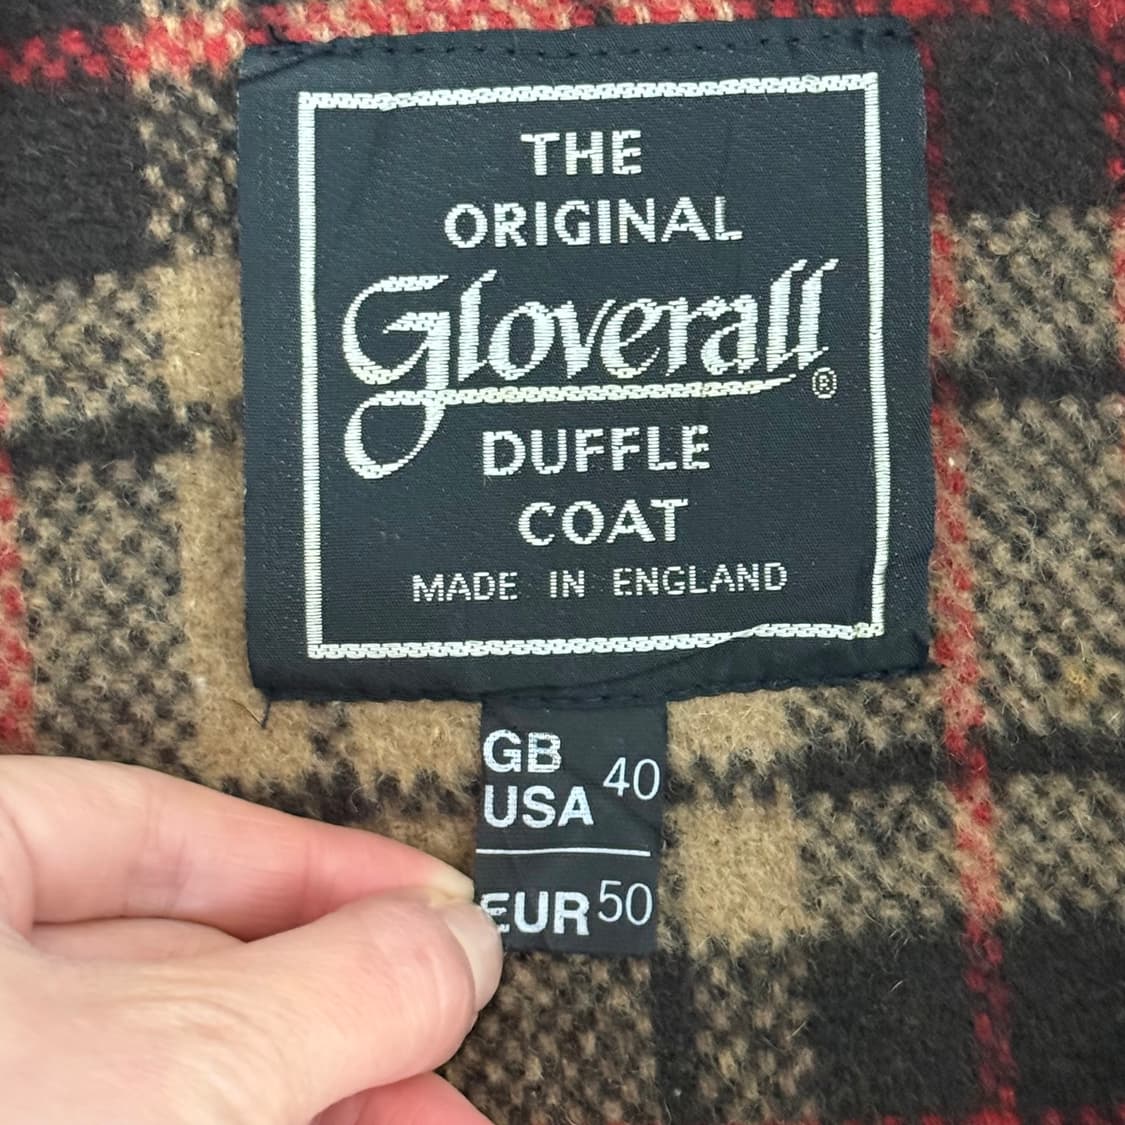 THE
ORIGINAL
Gloverall®
DUFFLE
COAT
MADE IN ENGLAND
GB
USA 40
EUR 50